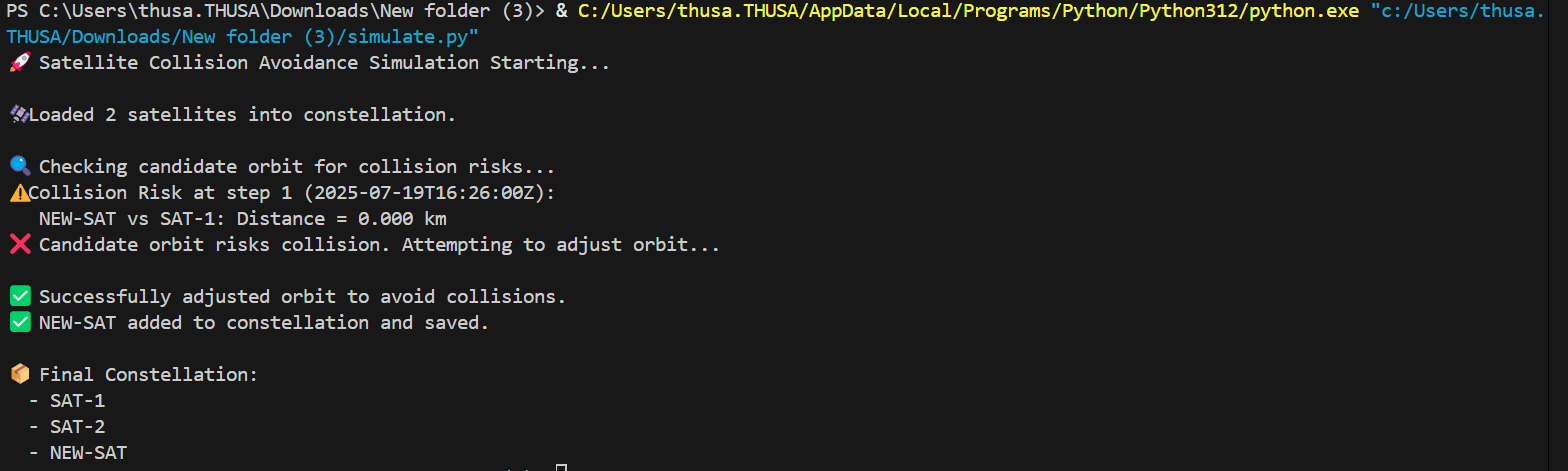 PS C:\Users\thusa.THUSA\Downloads\New folder (3)> & C:/Users/thusa.THUSA/AppData/Local/Programs/Python/Python312/python.exe "c:/Users/thusa.
THUSA/Downloads/New folder (3)/simulate.py"
🚀 Satellite Collision Avoidance Simulation Starting...
🛰️Loaded 2 satellites into constellation.
🔍 Checking candidate orbit for collision risks...
⚠️Collision Risk at step 1 (2025-07-19T16:26:00Z):
NEW-SAT vs SAT-1: Distance = 0.000 km
❌ Candidate orbit risks collision. Attempting to adjust orbit...
✅ Successfully adjusted orbit to avoid collisions.
✅ NEW-SAT added to constellation and saved.
📦 Final Constellation:
- SAT-1
- SAT-2
- NEW-SAT